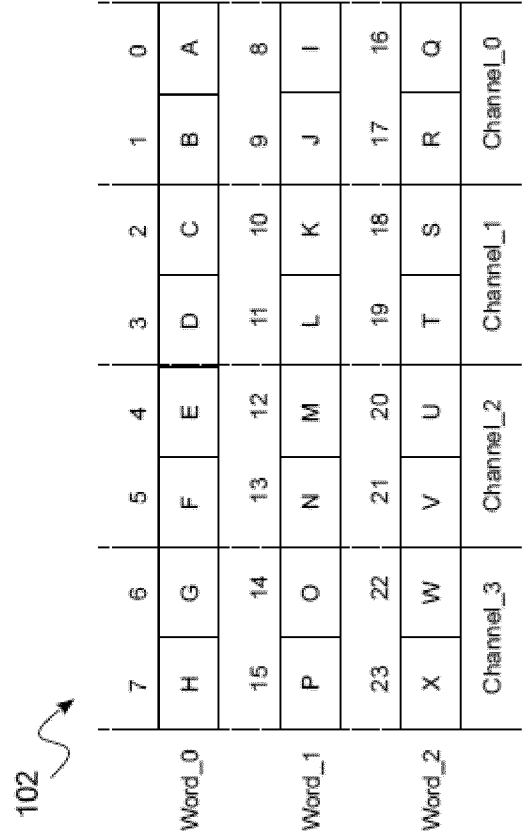 102
7 6 5 4 3 2 1 0
Word_0 H G F E D C B A
15 14 13 12 11 10 9 8
Word_1 P O N M L K J I
23 22 21 20 19 18 17 16
Word_2 X W V U T S R Q
Channel_3 Channel_2 Channel_1 Channel_0